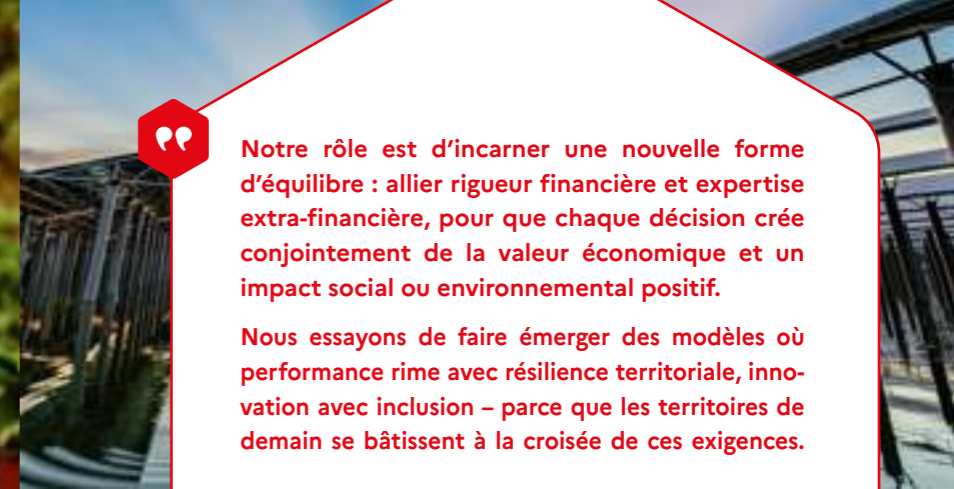 Notre rôle est d’incarner une nouvelle forme
d’équilibre : allier rigueur financière et expertise
extra-financière, pour que chaque décision crée
conjointement de la valeur économique et un
impact social ou environnemental positif.
Nous essayons de faire émerger des modèles où
performance rime avec résilience territoriale, inno-
vation avec inclusion – parce que les territoires de
demain se bâtissent à la croisée de ces exigences.